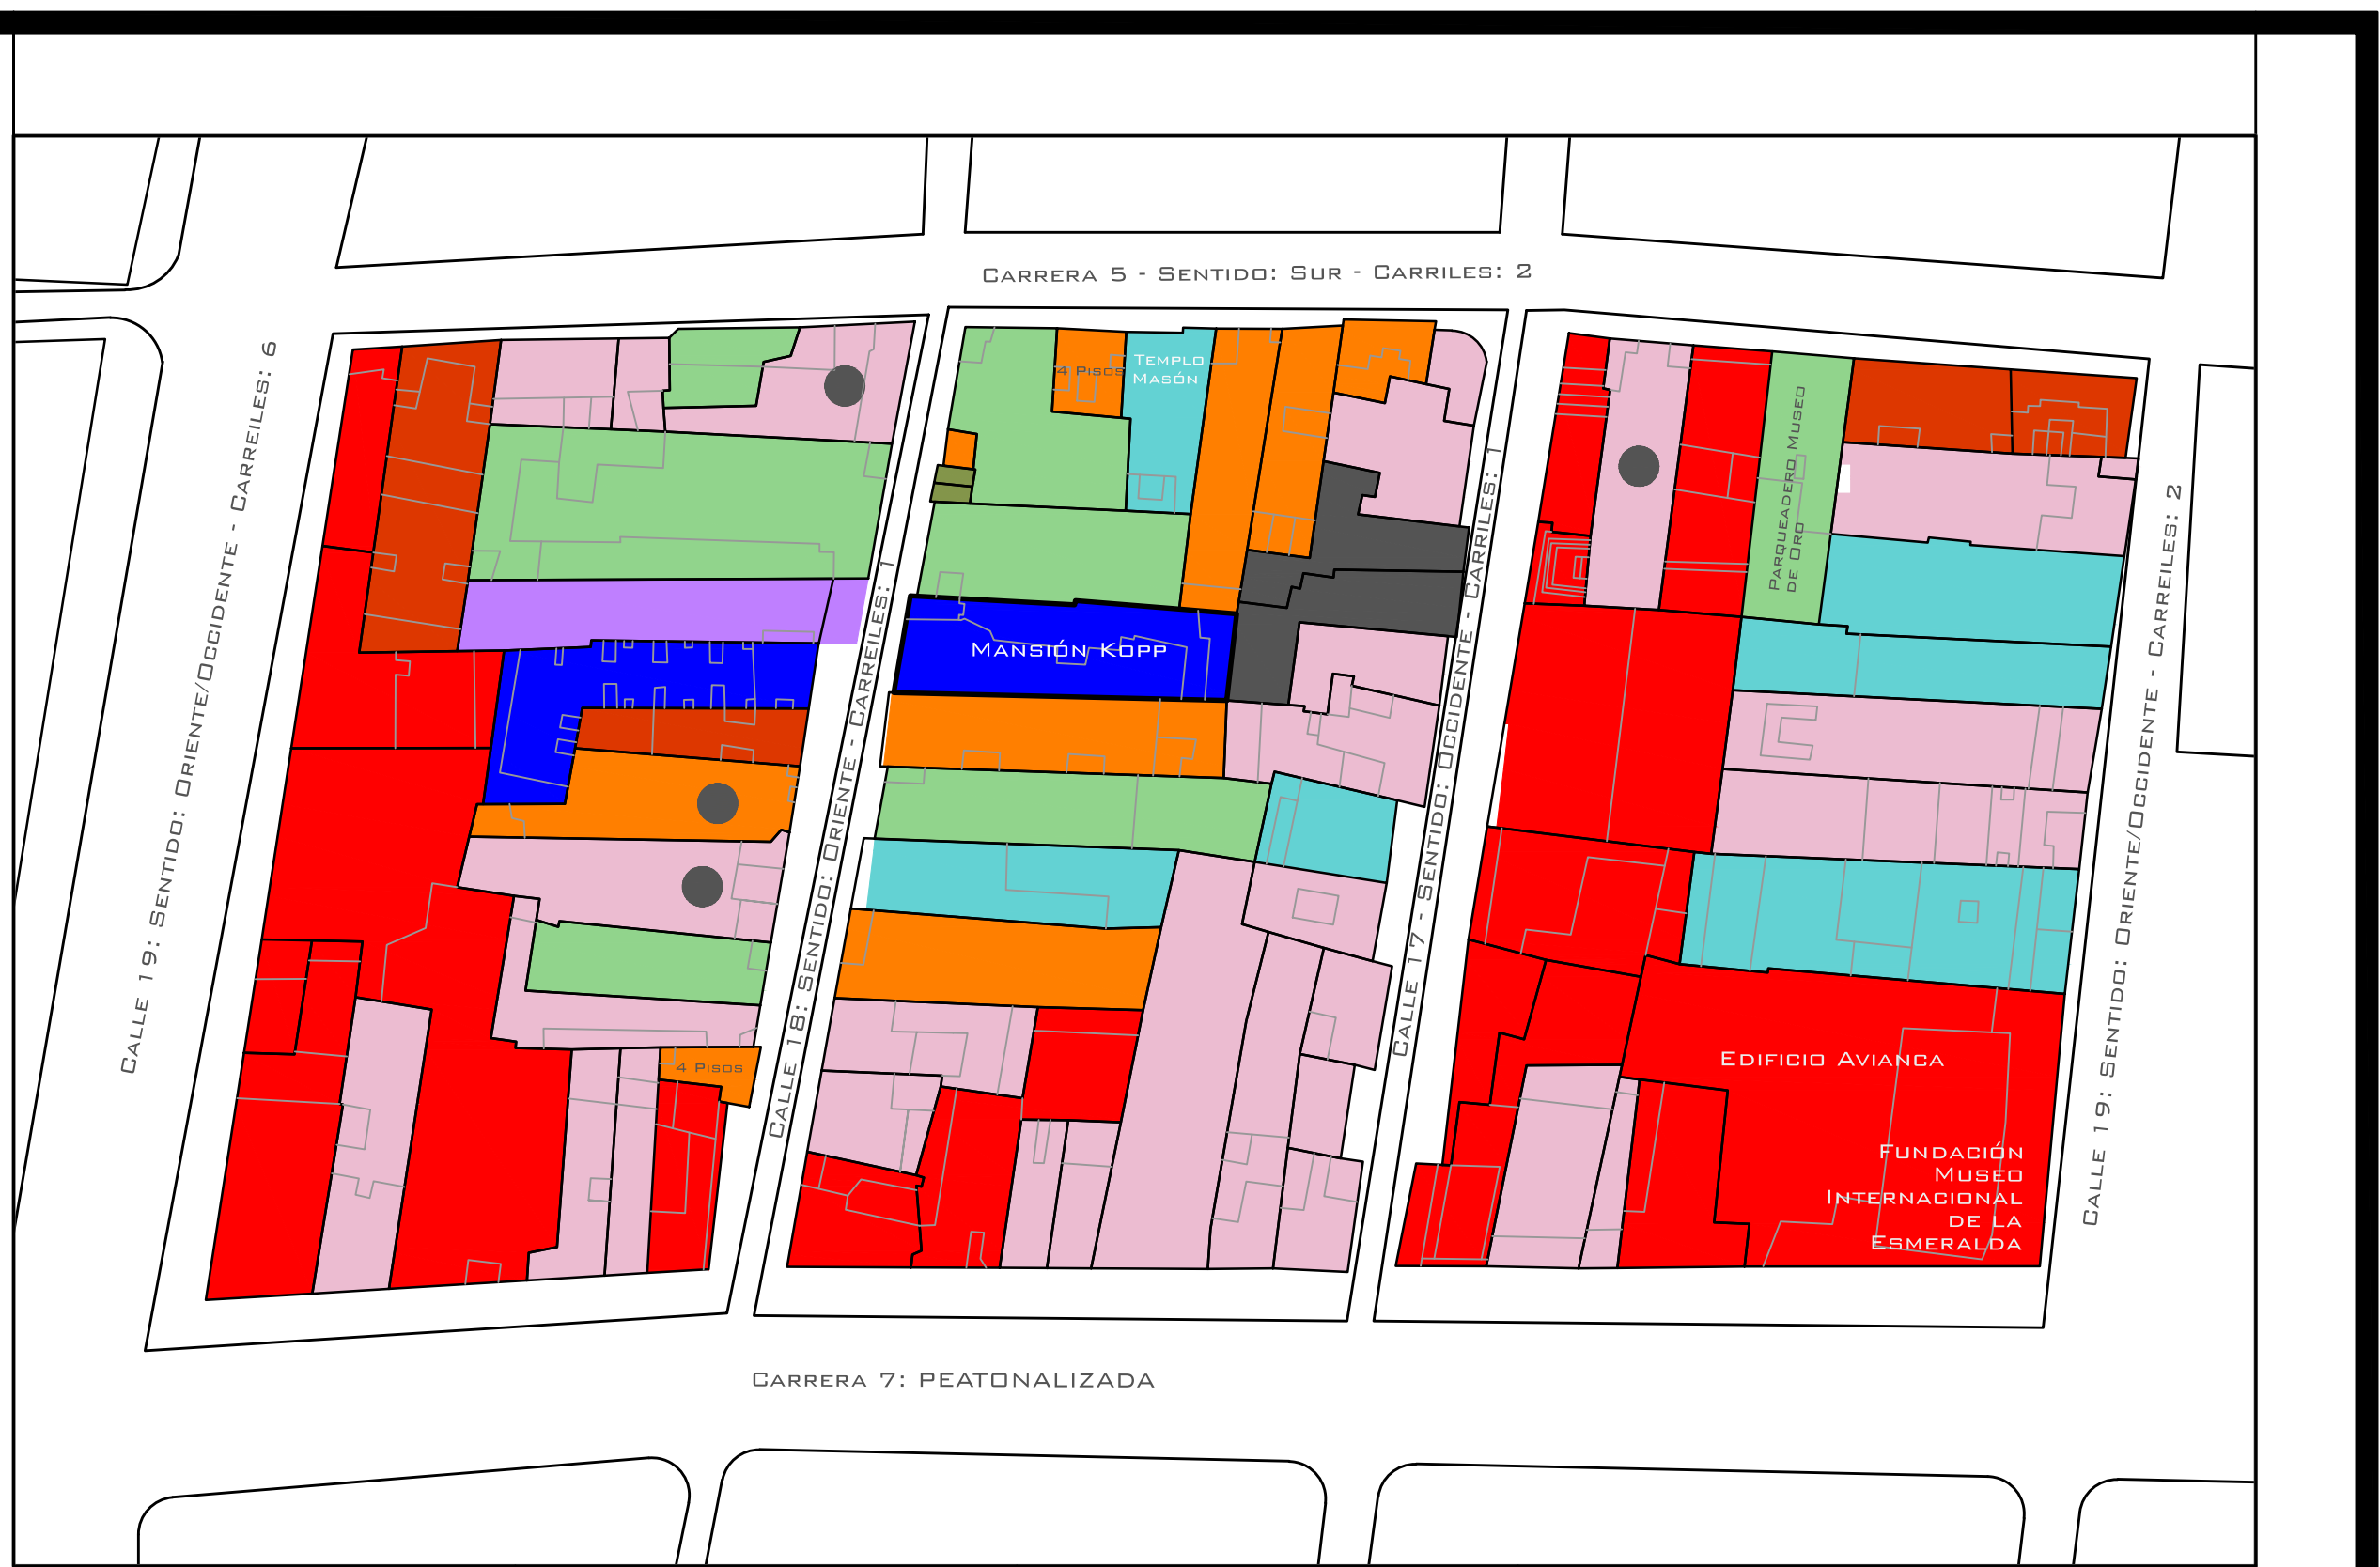 Carrera 5 - Sentido: Sur - Carriles: 2
Calle 19: Sentido: Oriente/Occidente - Carreiles: 6
4 Pisos
Templo
Masón
Parqueadero Museo
de Oro
Mansión Kopp
Calle 18: Sentido: Oriente - Carreiles: 1
Calle 17 - Sentido: Occidente - Carriles: 1
Calle 19: Sentido: Oriente/Ocidente - Carreiles: 2
4 Pisos
Edificio Avianca
Fundación
Museo
Internacional
de la
Esmeralda
Carrera 7: Peatonalizada